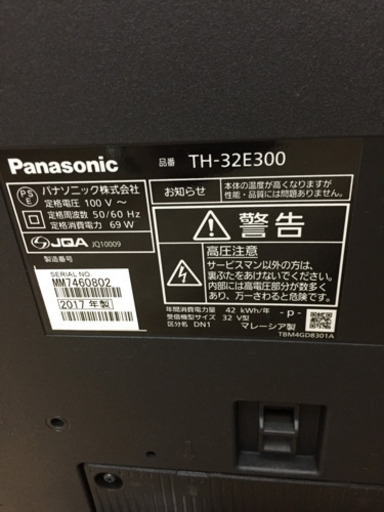 Panasonic
品番 TH-32E300
PS E
パナソニック株式会社
定格電圧 100 V ~
定格周波数 50/60 Hz
定格消費電力 69 W
JQA JQ10009
製造番号
SERIAL NO.
MM7460802
2017 年製
お知らせ
本体の温度が高くなりますが
性能・品質には問題ありません。
警告
高圧注意
サービスマン以外の方は、
裏ぶたをあけないでください。
内部には高電圧部分が数多く
あり、万一さわると危険です。
年間消費電力量 42 kWh/年
受信機型サイズ 32 V型
区分名 DN1
- P -
マレーシア製
TBM4GD8301A